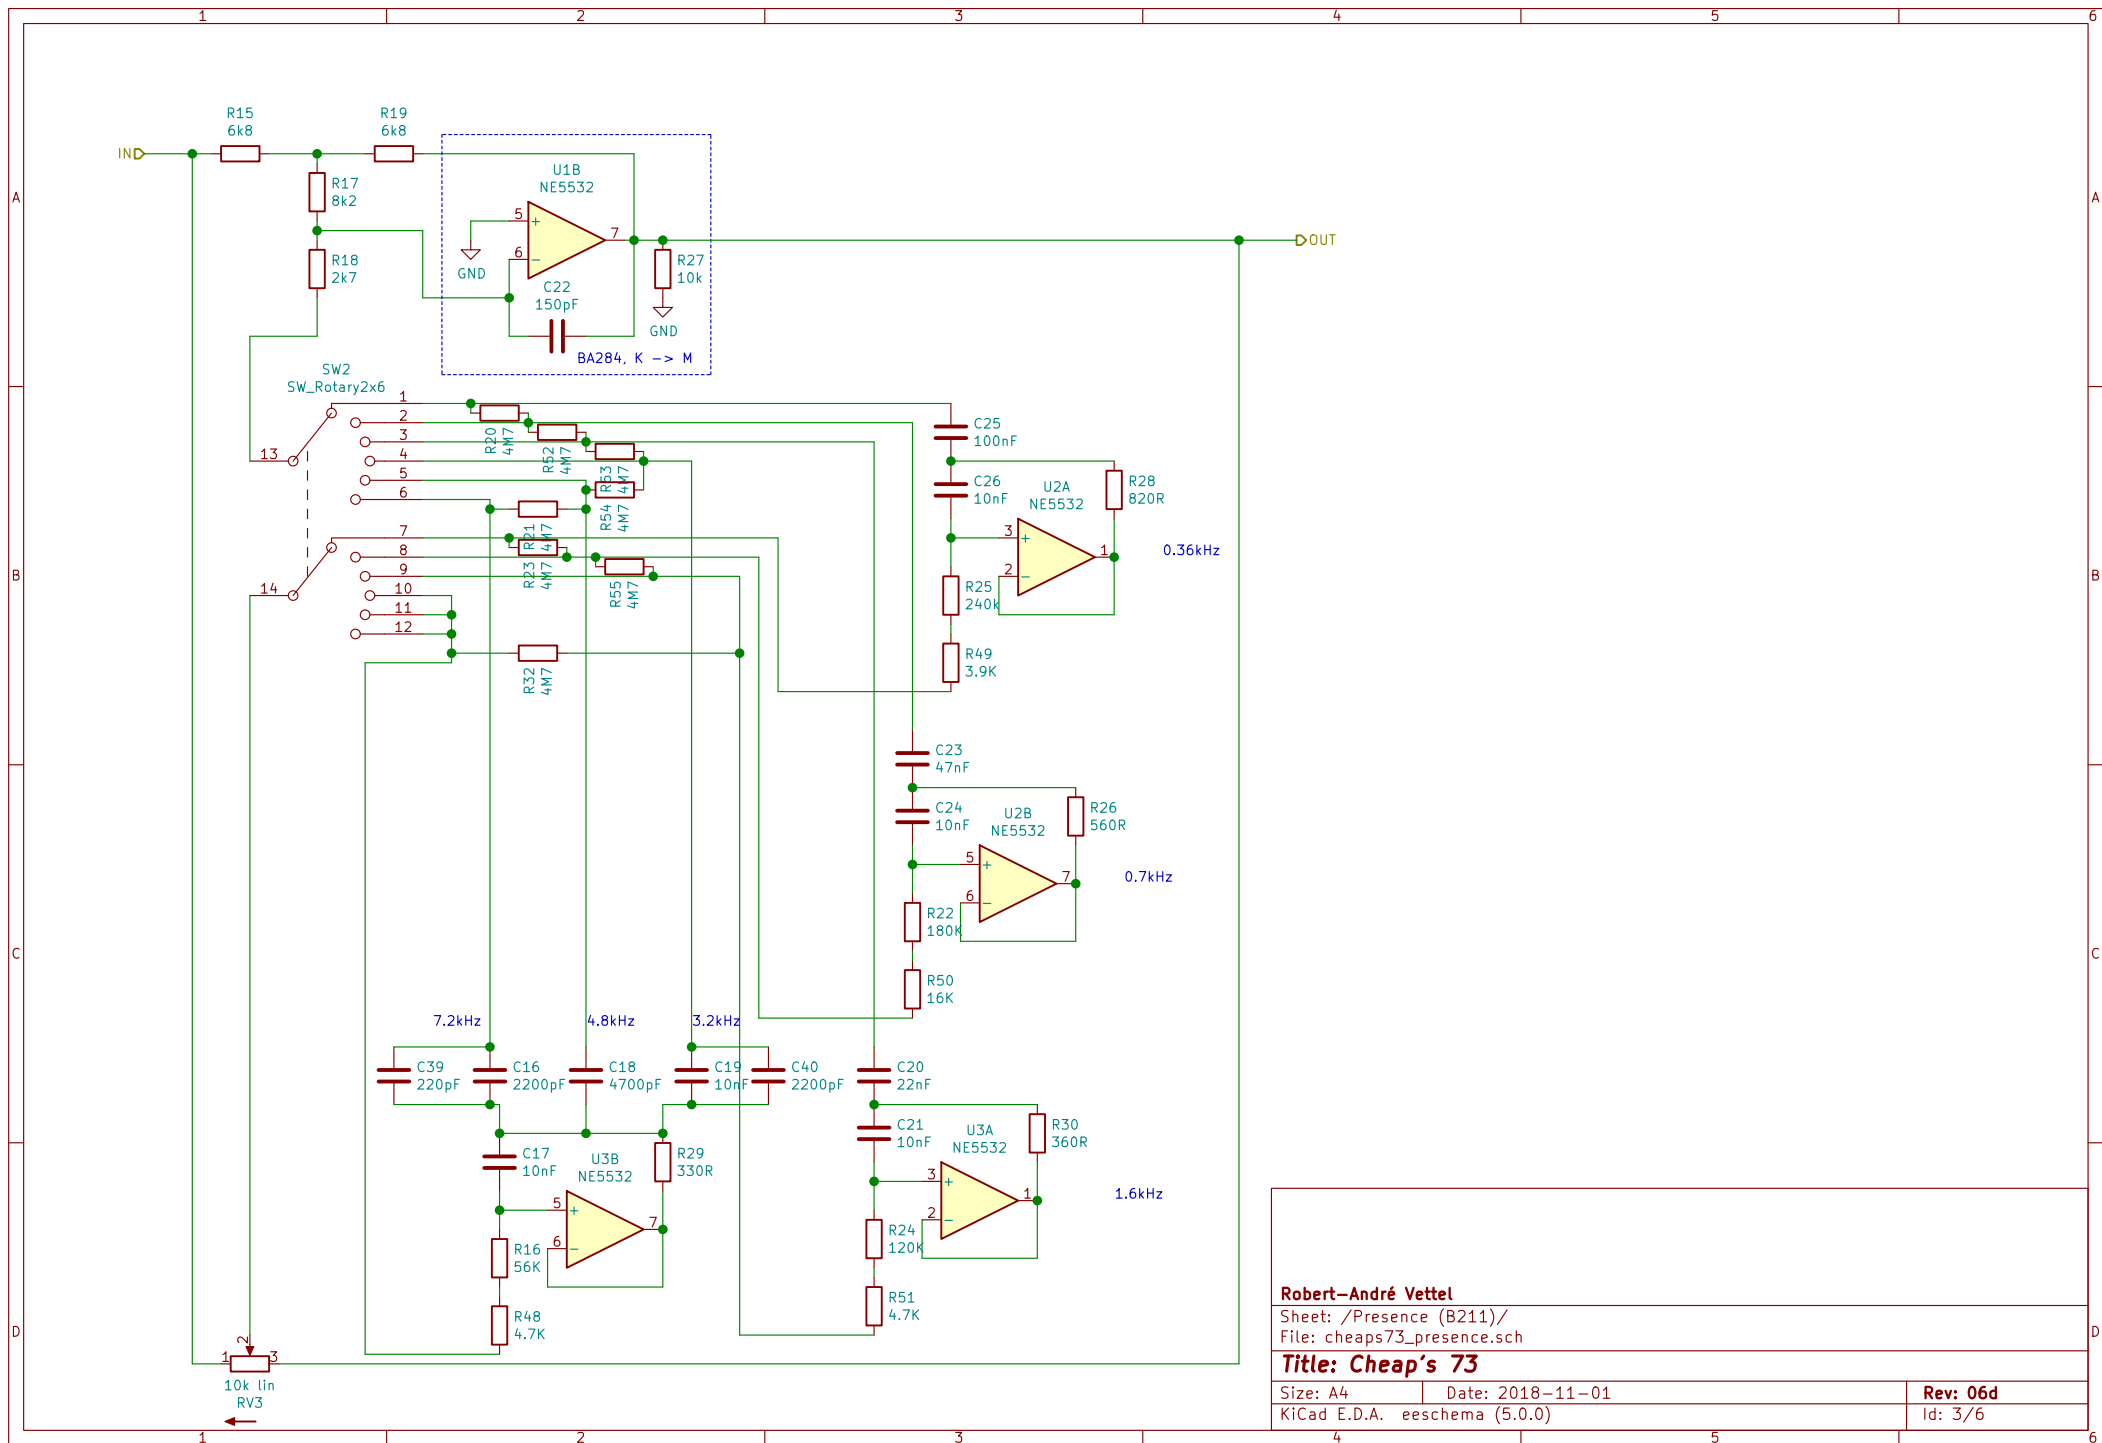 1 2 3 4 5 6
R15
6k8
R19
6k8
IN
R17
8k2
R18
2k7
U1B
NE5532
5
6
7
+
−
GND
C22
150pF
R27
10k
GND
BA284, K -> M
OUT
A
A
SW2
SW_Rotary2x6
1
2
3
4
5
6
7
8
9
10
11
12
13
14
R20
4M7
R52
4M7
R53
4M7
R54
4M7
R21
4M7
R23
4M7
R55
4M7
R32
4M7
C25
100nF
C26
10nF
U2A
NE5532
3
2
1
+
−
R28
820R
0.36kHz
R25
240k
R49
3.9K
B
B
C23
47nF
C24
10nF
U2B
NE5532
5
6
7
+
−
R26
560R
0.7kHz
R22
180K
R50
16K
C
C
7.2kHz
4.8kHz
3.2kHz
C39
220pF
C16
2200pF
C18
4700pF
C19
10nF
C40
2200pF
C20
22nF
C17
10nF
U3B
NE5532
5
6
7
+
−
R29
330R
R16
56K
R48
4.7K
C21
10nF
U3A
NE5532
3
2
1
+
−
R30
360R
1.6kHz
R24
120K
R51
4.7K
D
D
1
2
3
10k lin
RV3
Robert-André Vettel
Sheet: /Presence (B211)/
File: cheaps73_presence.sch
Title: Cheap's 73
Size: A4 Date: 2018-11-01 Rev: 06d
KiCad E.D.A. eeschema (5.0.0) Id: 3/6
1 2 3 4 5 6